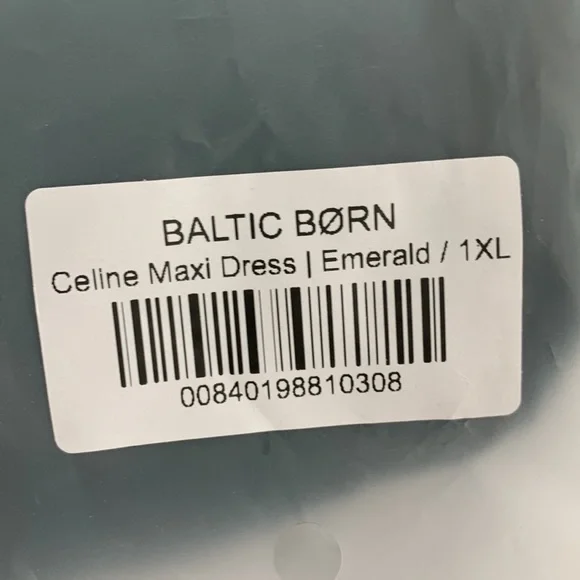 BALTIC BØRN
Celine Maxi Dress | Emerald / 1XL
00840198810308